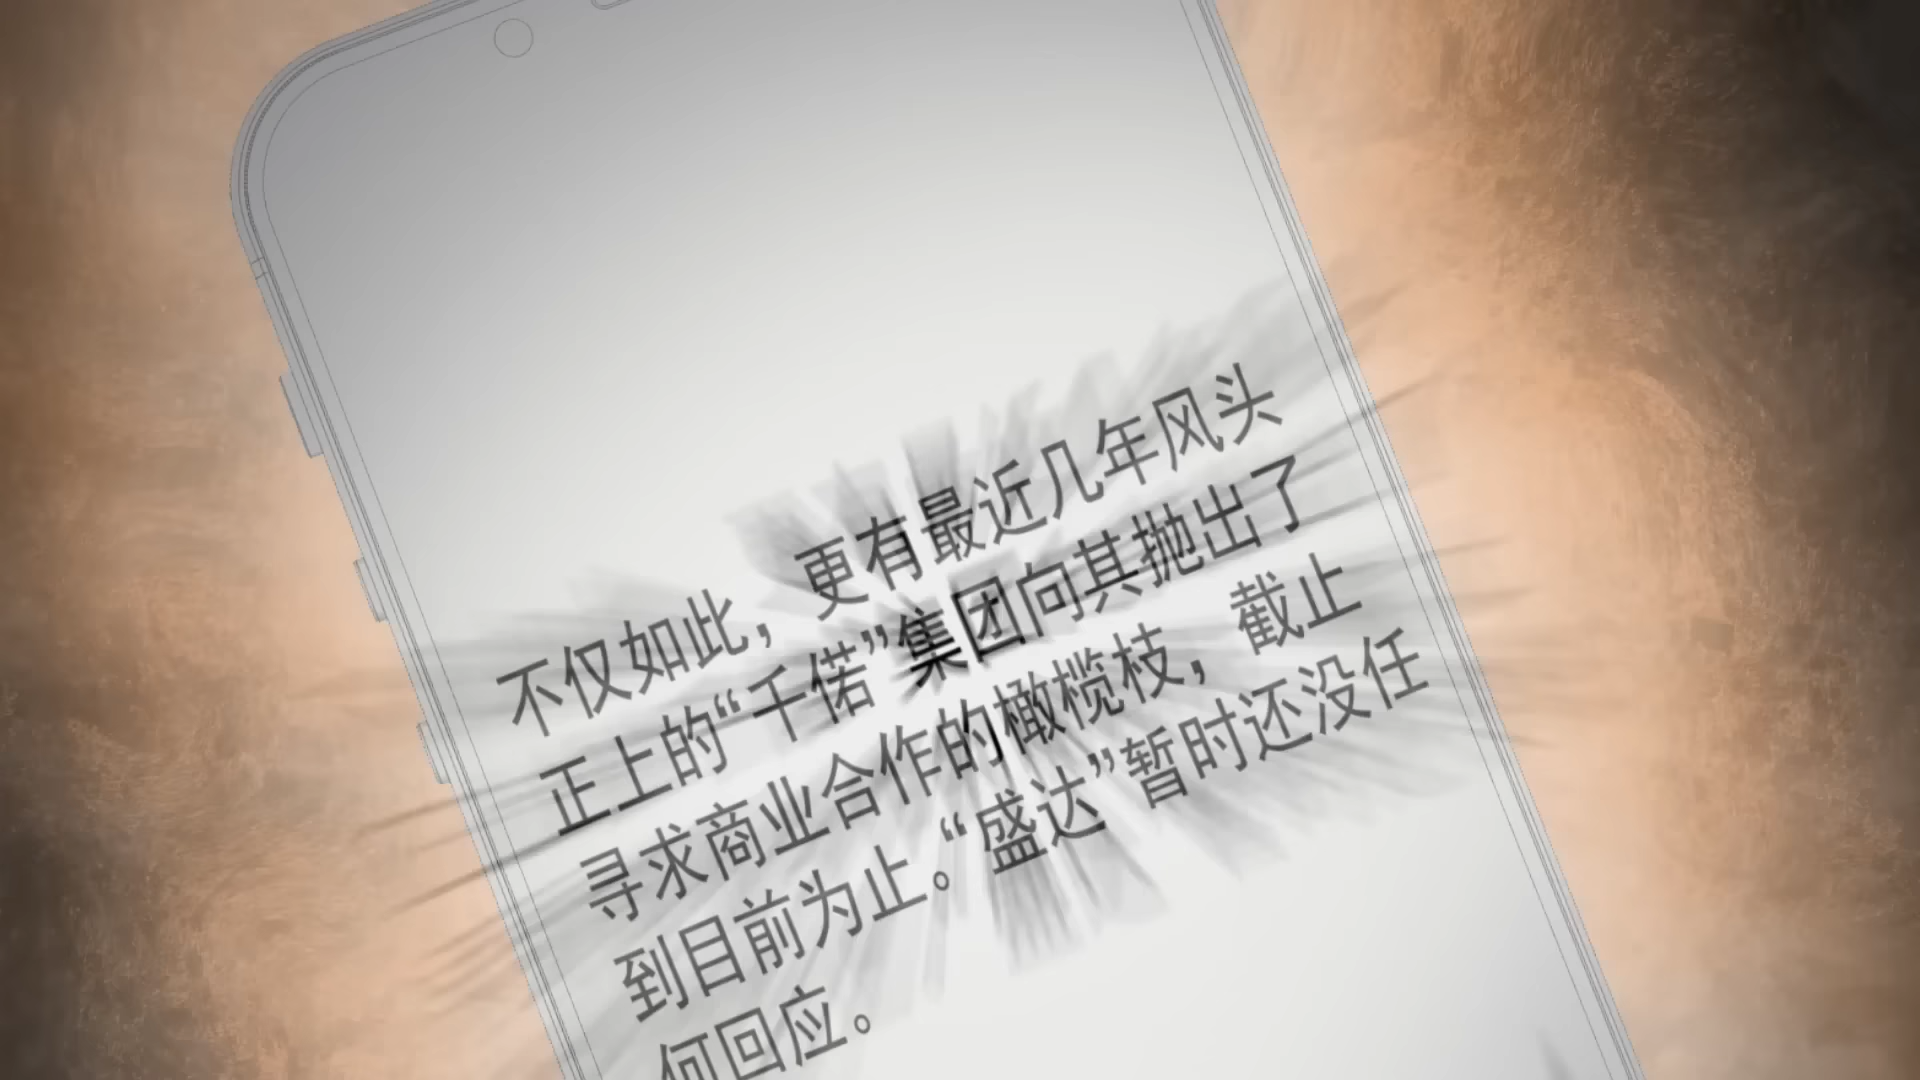 不仅如此，更有最近几年风头
正上的“千偌”集团向其抛出了
寻求商业合作的橄榄枝，截止
到目前为止。“盛达”暂时还没任
何回应。